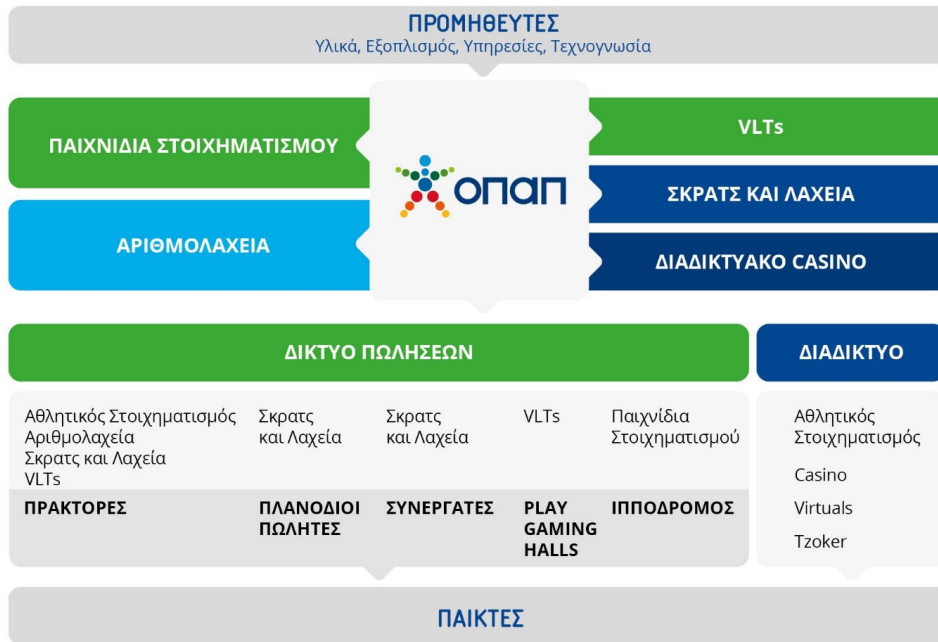 ΠΡΟΜΗΘΕΥΤΕΣ
Υλικά, Εξοπλισμός, Υπηρεσίες, Τεχνογνωσία
ΠΑΙΧΝΙΔΙΑ ΣΤΟΙΧΗΜΑΤΙΣΜΟΥ
ΑΡΙΘΜΟΛΑΧΕΙΑ
οπαπ
VLTs
ΣΚΡΑΤΣ ΚΑΙ ΛΑΧΕΙΑ
ΔΙΑΔΙΚΤΥΑΚΟ CASINO
ΔΙΚΤΥΟ ΠΩΛΗΣΕΩΝ
Αθλητικός Στοιχηματισμός
Αριθμολαχεία
Σκρατς και Λαχεία
VLTs
ΠΡΑΚΤΟΡΕΣ
Σκρατς
και Λαχεία
ΠΛΑΝΟΔΙΟΙ
ΠΩΛΗΤΕΣ
Σκρατς
και Λαχεία
ΣΥΝΕΡΓΑΤΕΣ
VLTs
PLAY
GAMING
HALLS
Παιχνίδια
Στοιχηματισμού
ΙΠΠΟΔΡΟΜΟΣ
ΔΙΑΔΙΚΤΥΟ
Αθλητικός
Στοιχηματισμός
Casino
Virtuals
Tzoker
ΠΑΙΚΤΕΣ